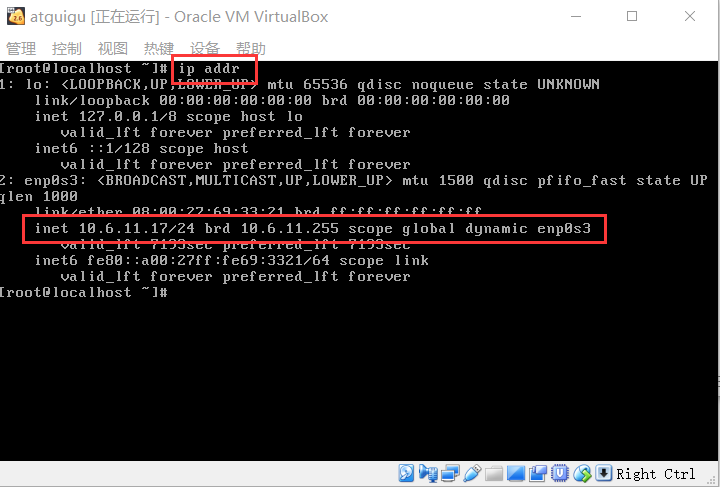 atguigu [正在运行] - Oracle VM VirtualBox
管理 控制 视图 热键 设备 帮助
[root@localhost ~]# ip addr
1: lo: <LOOPBACK,UP,LOWER_UP> mtu 65536 qdisc noqueue state UNKNOWN
link/loopback 00:00:00:00:00:00 brd 00:00:00:00:00:00
inet 127.0.0.1/8 scope host lo
valid_lft forever preferred_lft forever
inet6 ::1/128 scope host
valid_lft forever preferred_lft forever
2: enp0s3: <BROADCAST,MULTICAST,UP,LOWER_UP> mtu 1500 qdisc pfifo_fast state UP
qlen 1000
link/ether 08:00:27:69:33:21 brd ff:ff:ff:ff:ff:ff
inet 10.6.11.17/24 brd 10.6.11.255 scope global dynamic enp0s3
valid_lft 7193sec preferred_lft 7193sec
inet6 fe80::a00:27ff:fe69:3321/64 scope link
valid_lft forever preferred_lft forever
[root@localhost ~]#
Right Ctrl